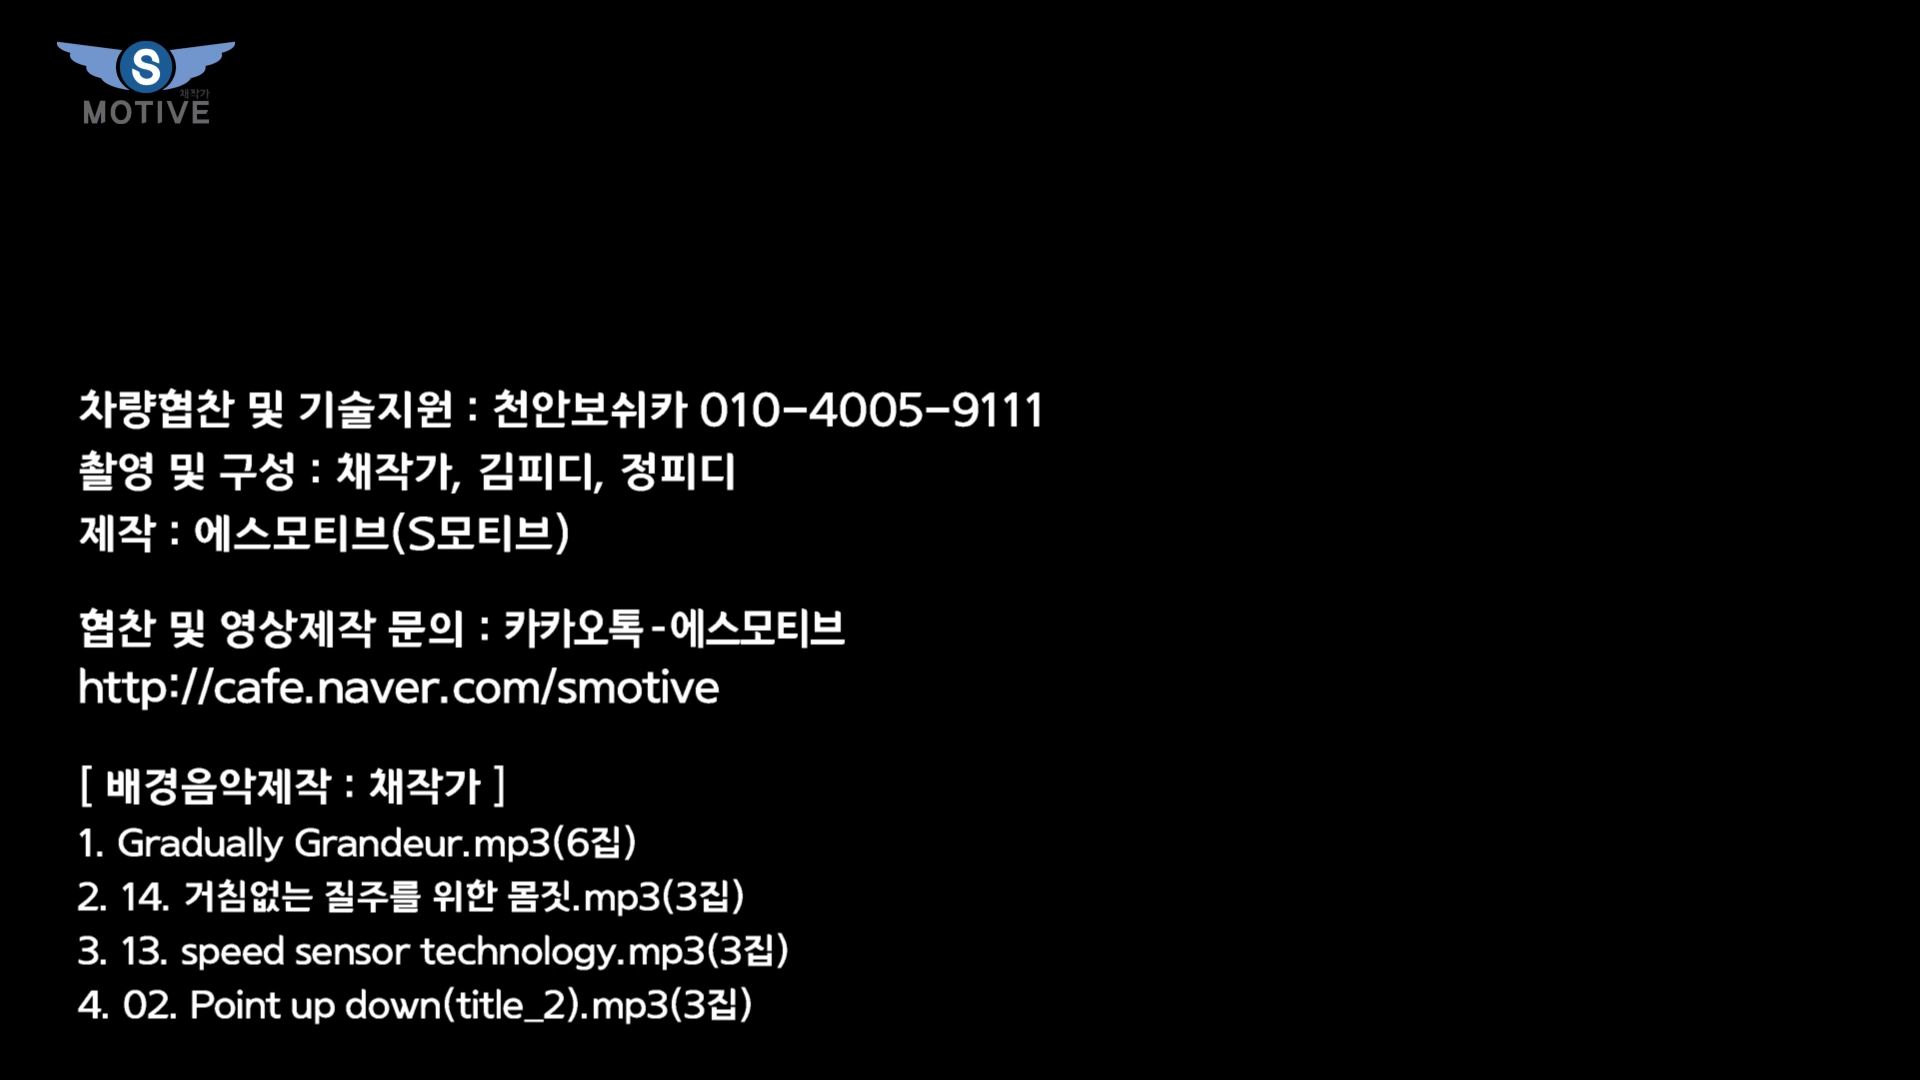 S
채작가
MOTIVE
차량협찬 및 기술지원 : 천안보쉬카 010-4005-9111
촬영 및 구성 : 채작가, 김피디, 정피디
제작 : 에스모티브(S모티브)
협찬 및 영상제작 문의 : 카카오톡-에스모티브
http://cafe.naver.com/smotive
[ 배경음악제작 : 채작가 ]
1. Gradually Grandeur.mp3(6집)
2. 14. 거침없는 질주를 위한 몸짓.mp3(3집)
3. 13. speed sensor technology.mp3(3집)
4. 02. Point up down(title_2).mp3(3집)